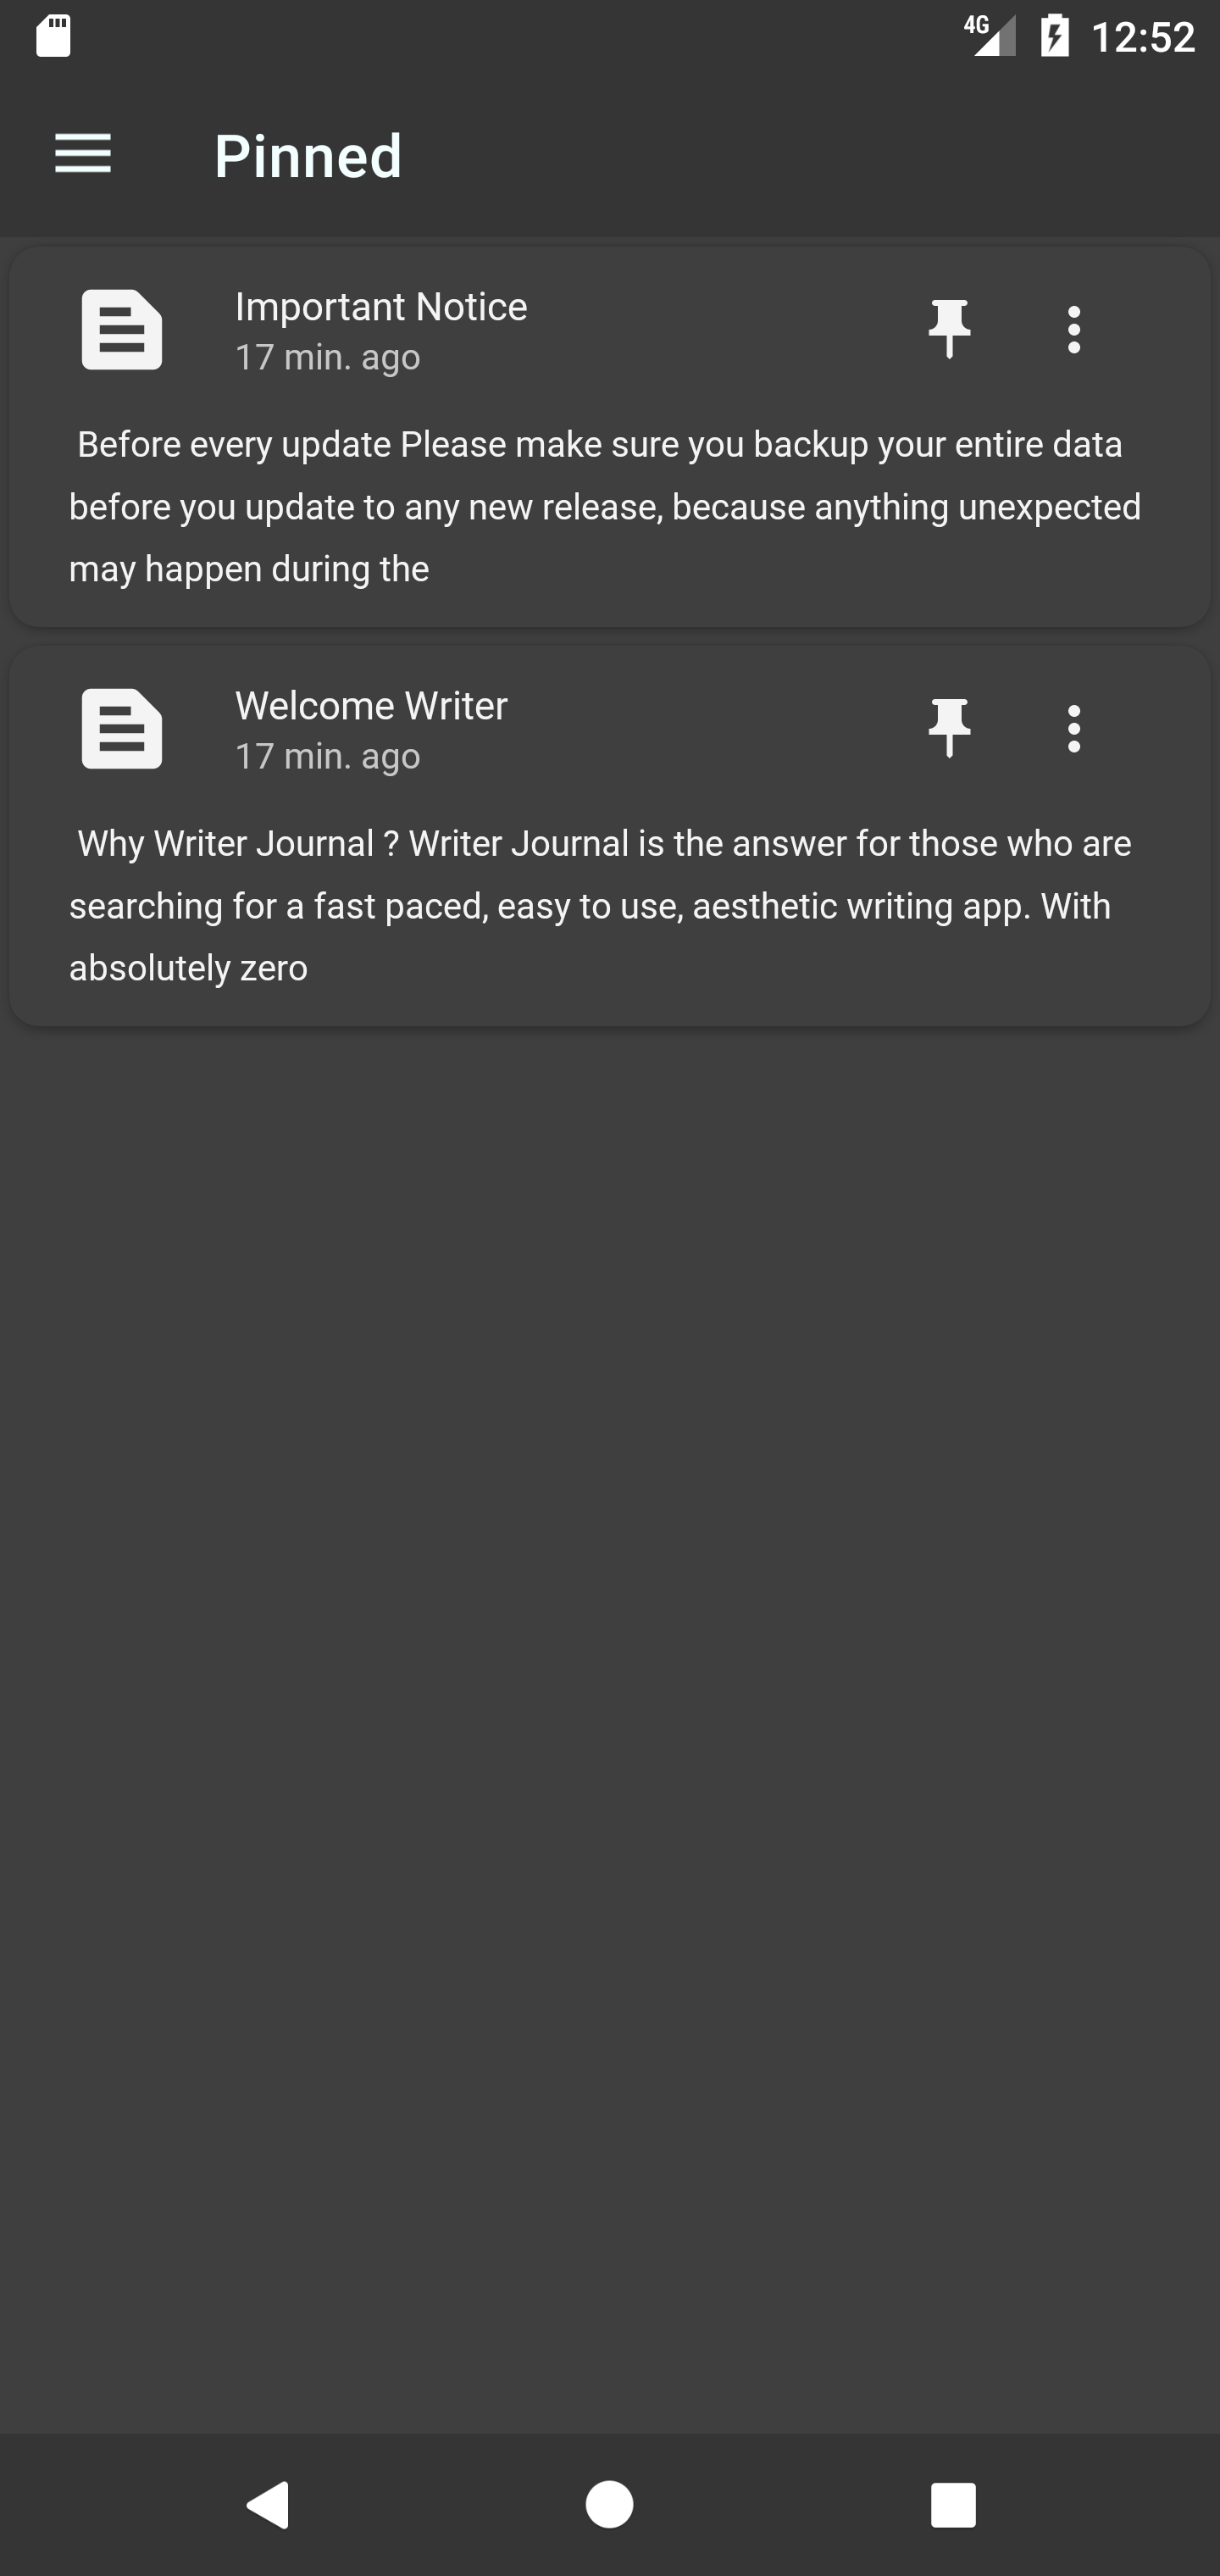 4G 12:52
Pinned
Important Notice
17 min. ago
Before every update Please make sure you backup your entire data
before you update to any new release, because anything unexpected
may happen during the
Welcome Writer
17 min. ago
Why Writer Journal ? Writer Journal is the answer for those who are
searching for a fast paced, easy to use, aesthetic writing app. With
absolutely zero